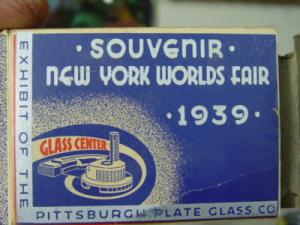 · SOUVENIR ·
NEW YORK WORLDS FAIR
· 1939 ·
EXHIBIT OF THE
GLASS CENTER
PITTSBURGH PLATE GLASS CO